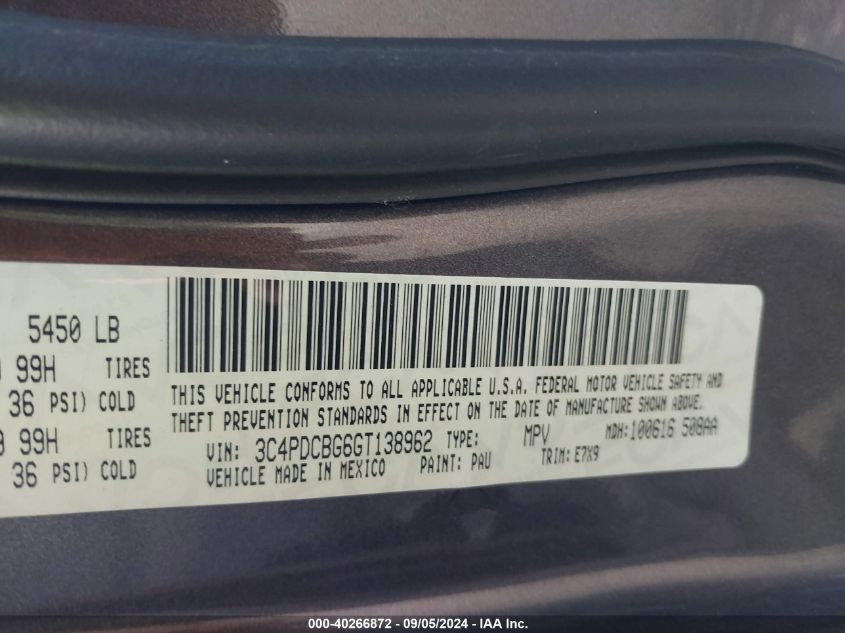 5450 LB
99H TIRES
36 PSI) COLD
99H TIRES
36 PSI) COLD
THIS VEHICLE CONFORMS TO ALL APPLICABLE U.S.A. FEDERAL MOTOR VEHICLE SAFETY AND
THEFT PREVENTION STANDARDS IN EFFECT ON THE DATE OF MANUFACTURE SHOWN ABOVE.
VIN: 3C4PDCBG6GT138962 TYPE: MPV MDH: 100616 508AA
VEHICLE MADE IN MEXICO PAINT: PAU TRIM: E7X9
000-40266872 - 09/05/2024 - IAA Inc.